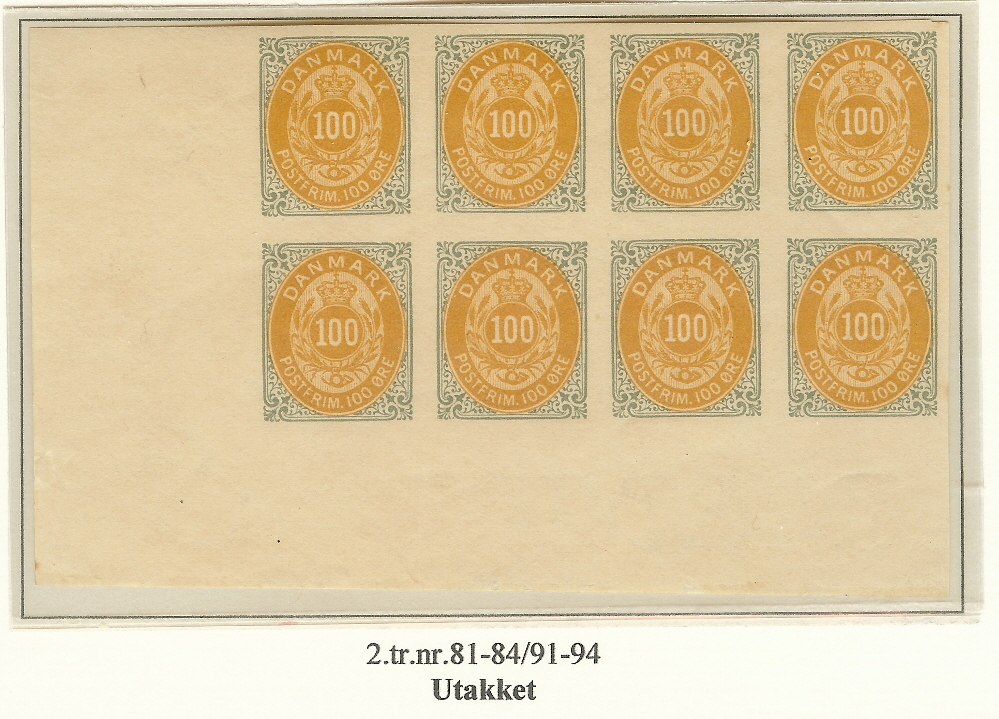 DANMARK DANMARK DANMARK DANMARK
100 100 100 100
POSTFRIM. 100 ØRE POSTFRIM. 100 ØRE POSTFRIM. 100 ØRE POSTFRIM. 100 ØRE
DANMARK DANMARK DANMARK DANMARK
100 100 100 100
POSTFRIM. 100 ØRE POSTFRIM. 100 ØRE POSTFRIM. 100 ØRE POSTFRIM. 100 ØRE
2.tr.nr.81-84/91-94
Utakket